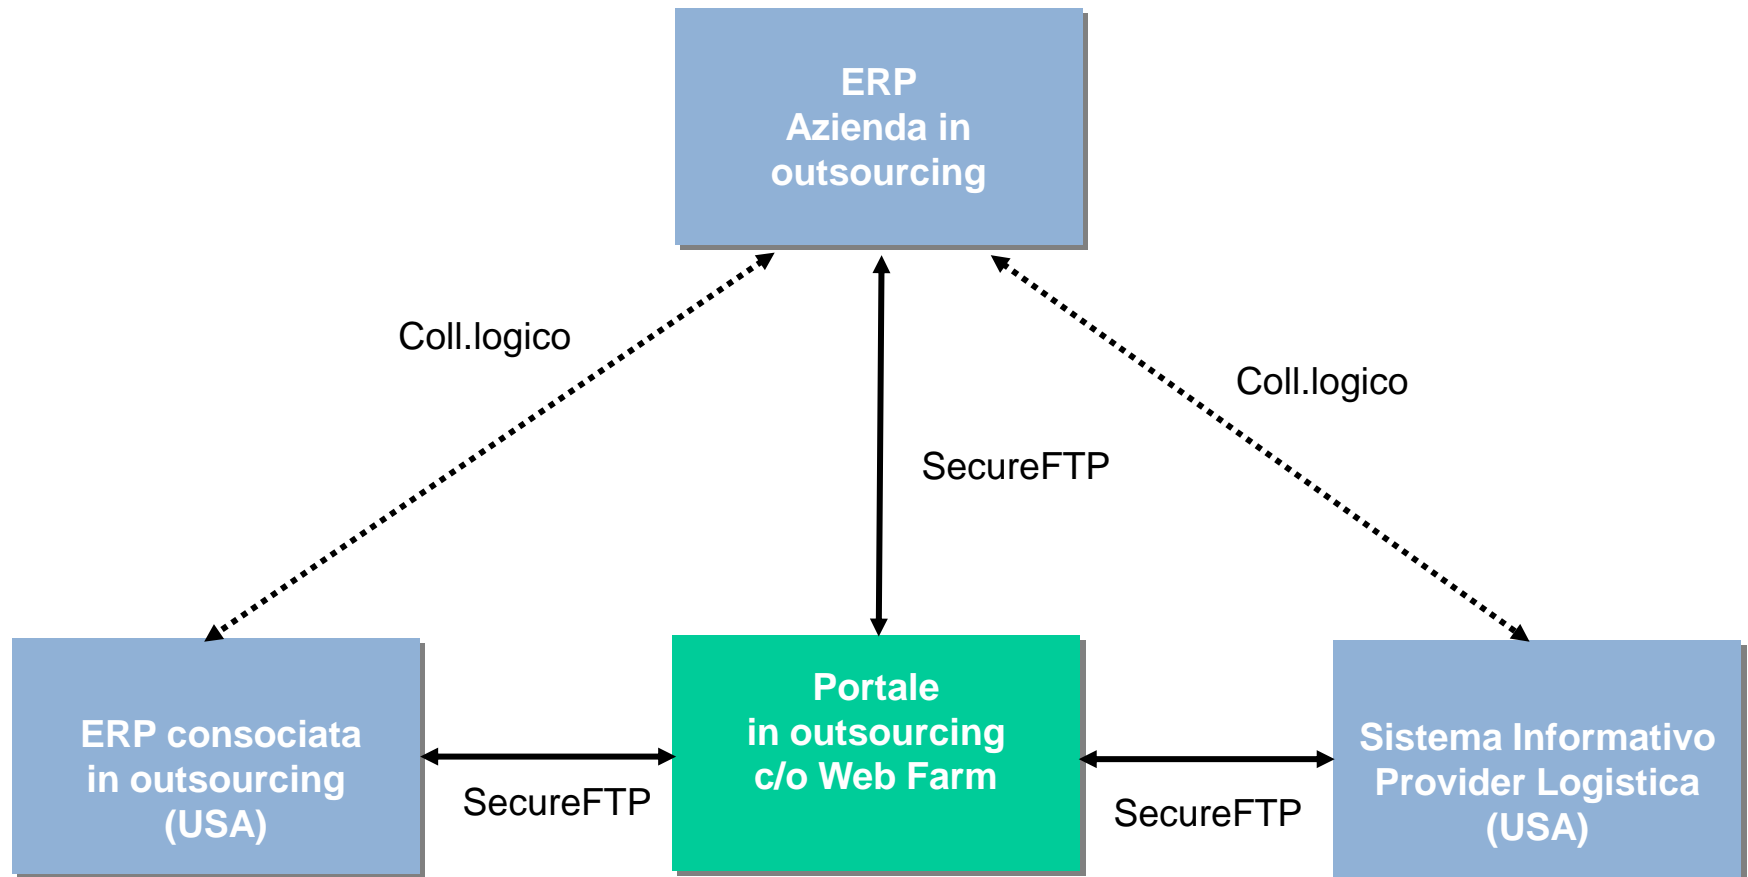 ERP
Azienda in
outsourcing
Coll.logico
Coll.logico
SecureFTP
ERP consociata
in outsourcing
(USA)
SecureFTP
Portale
in outsourcing
c/o Web Farm
SecureFTP
Sistema Informativo
Provider Logistica
(USA)